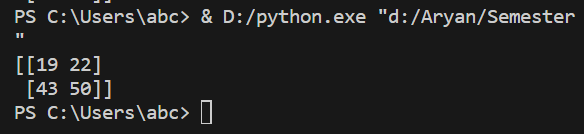 PS C:\Users\abc> & D:/python.exe "d:/Aryan/Semester
"
[[19 22]
 [43 50]]
PS C:\Users\abc>